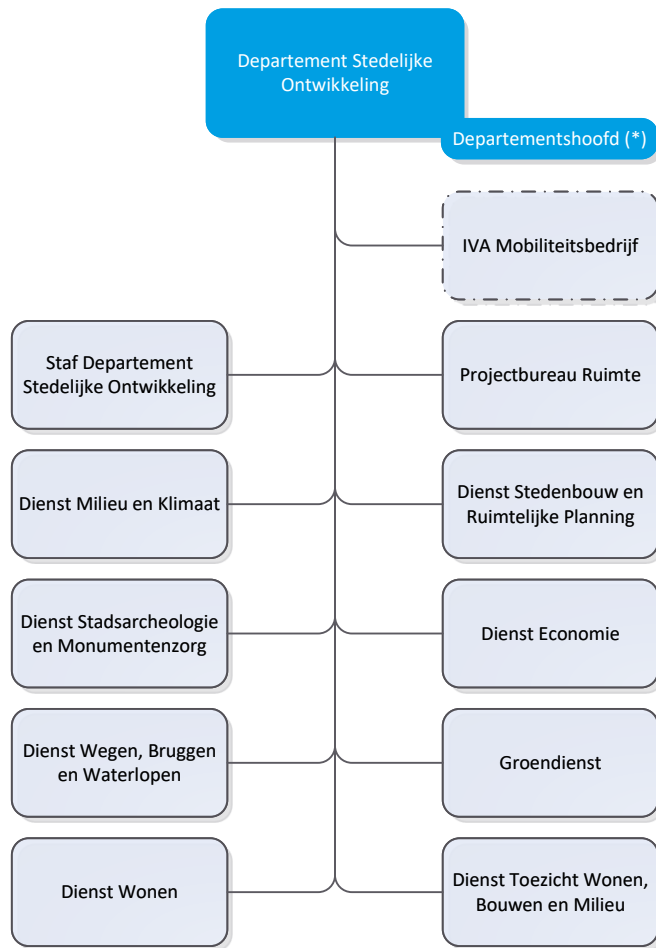 Departement Stedelijke
Ontwikkeling
Departementshoofd (*)
IVA Mobiliteitsbedrijf
Staf Departement
Stedelijke Ontwikkeling
Projectbureau Ruimte
Dienst Milieu en Klimaat
Dienst Stedenbouw en
Ruimtelijke Planning
Dienst Stadsarcheologie
en Monumentenzorg
Dienst Economie
Dienst Wegen, Bruggen
en Waterlopen
Groendienst
Dienst Wonen
Dienst Toezicht Wonen,
Bouwen en Milieu